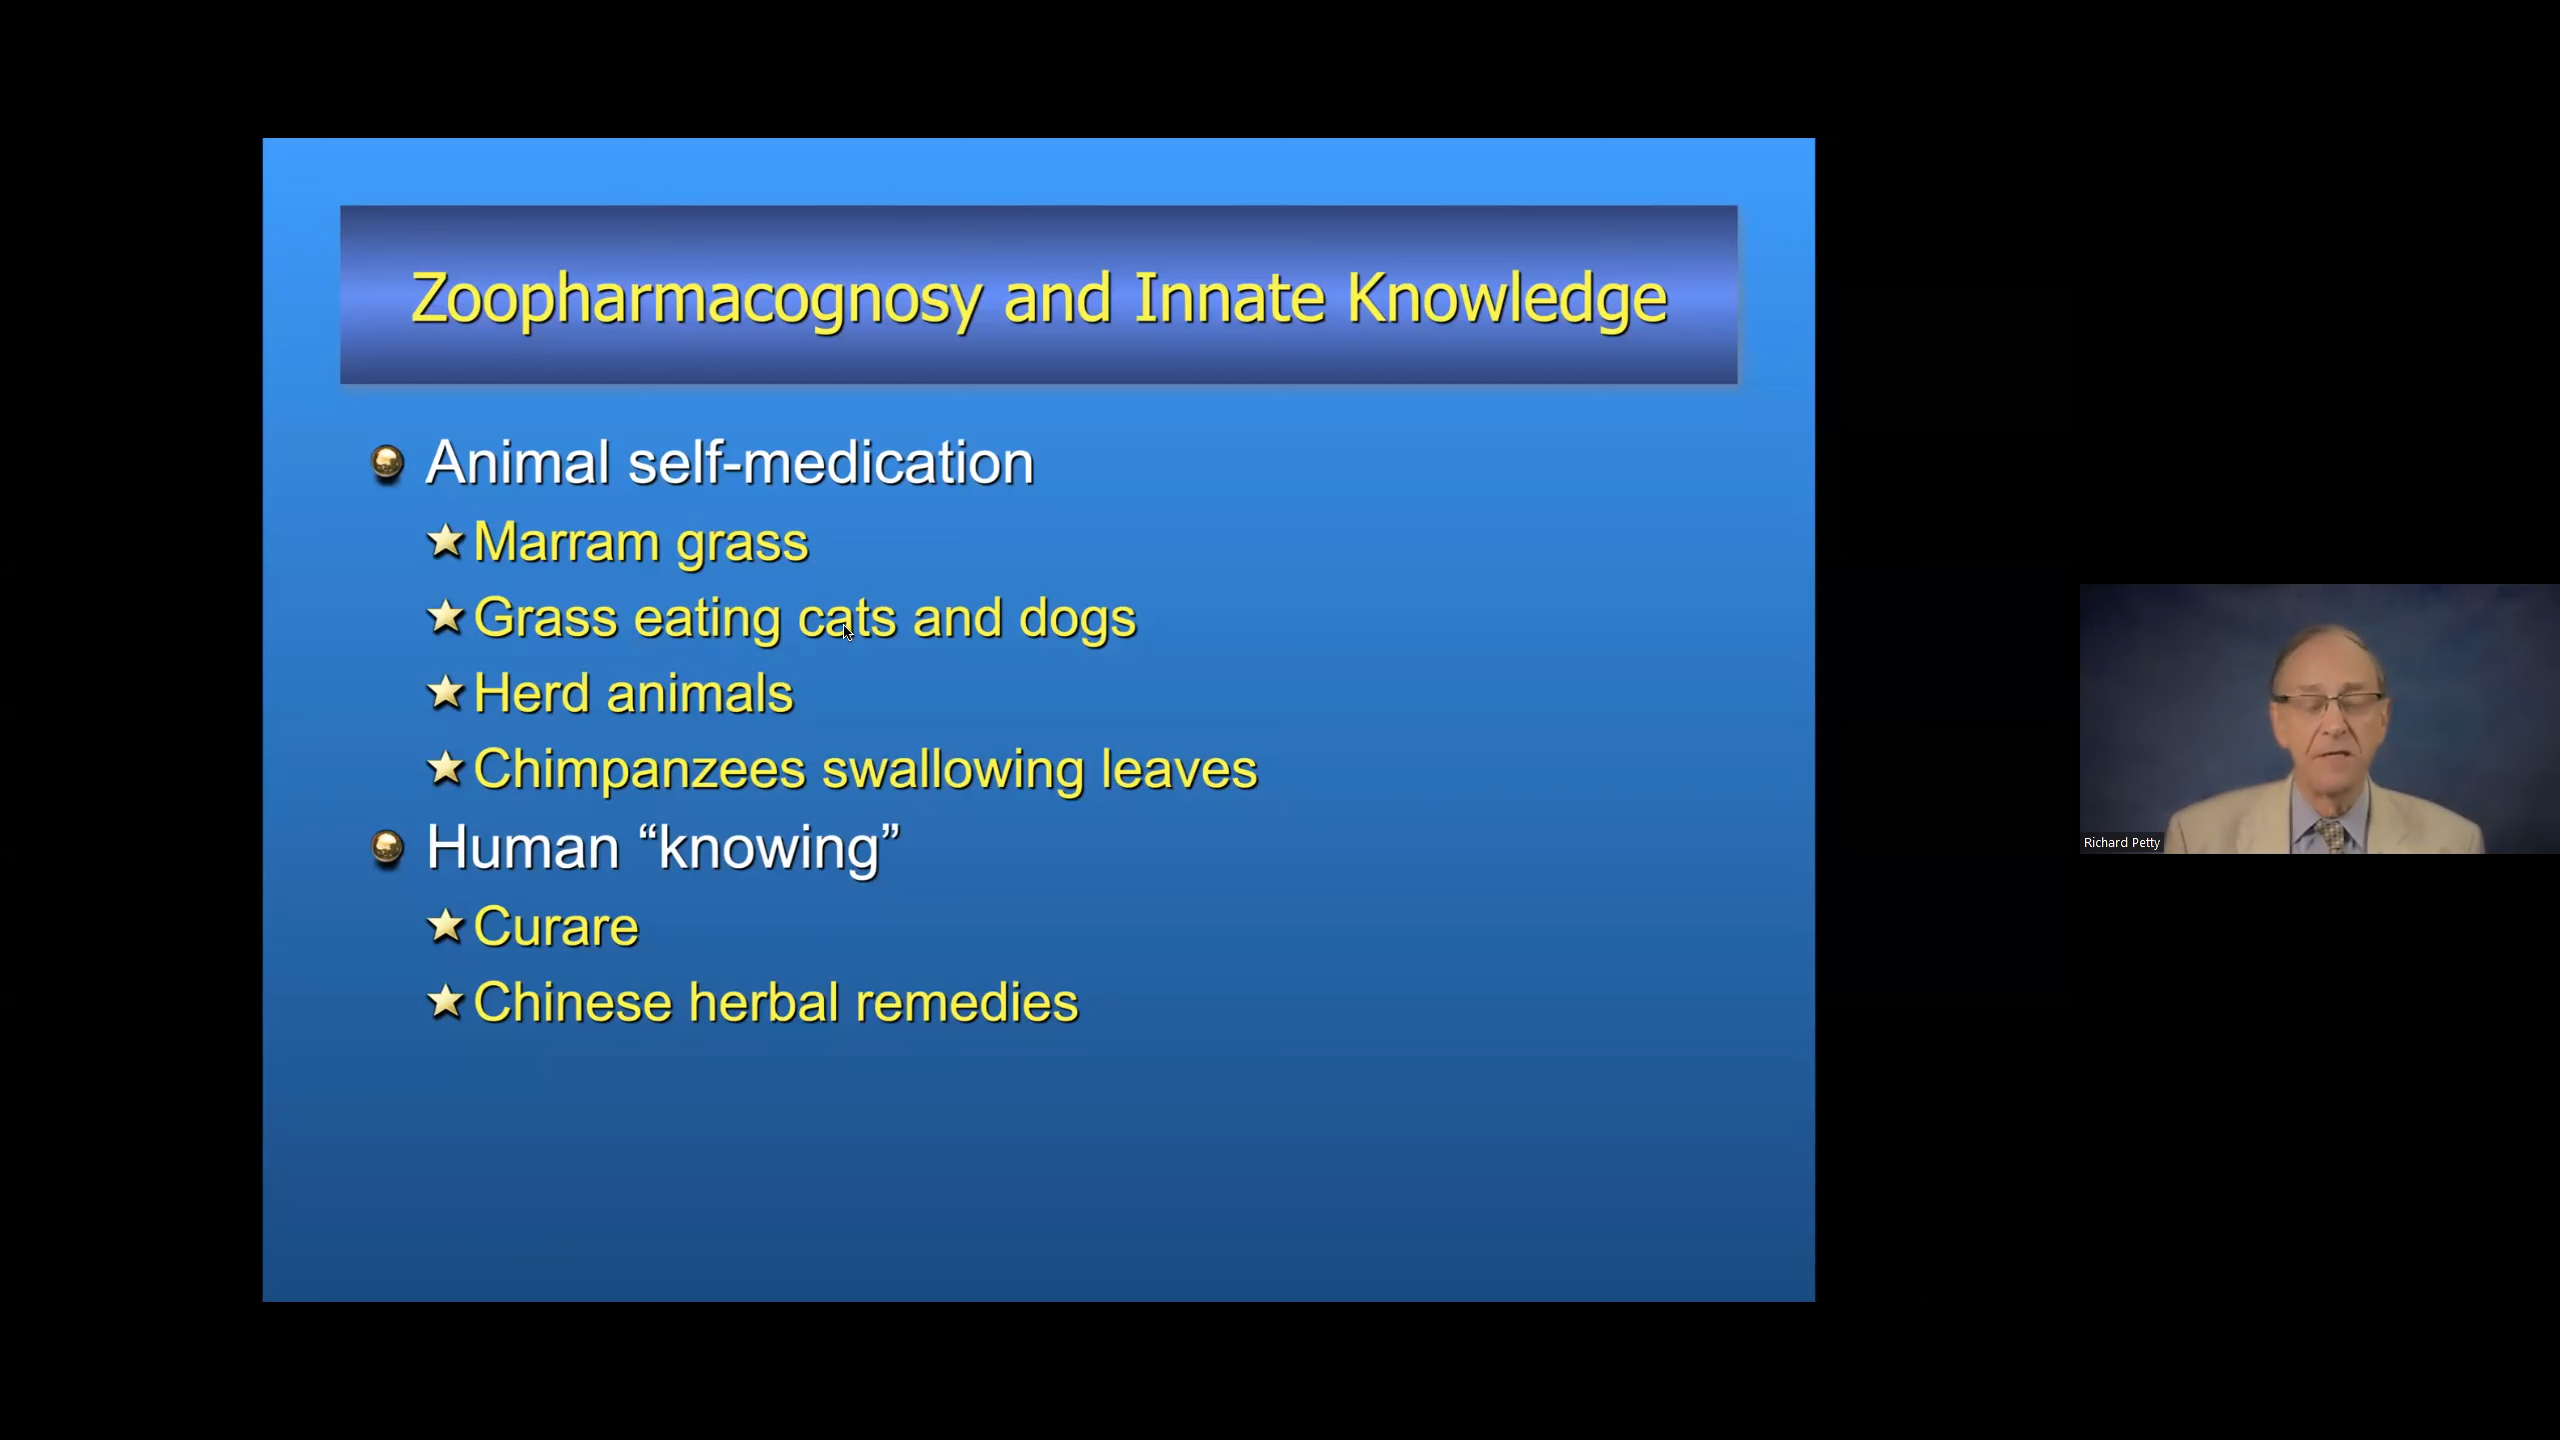 Zoopharmacognosy and Innate Knowledge
Animal self-medication
Marram grass
Grass eating cats and dogs
Herd animals
Chimpanzees swallowing leaves
Human “knowing”
Curare
Chinese herbal remedies
Richard Petty